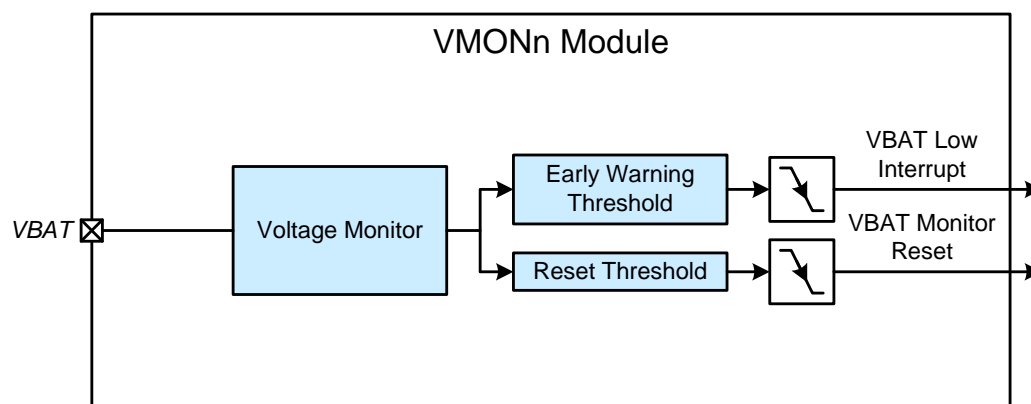 VMONn Module
VBAT
Voltage Monitor
Early Warning
Threshold
Reset Threshold
VBAT Low
Interrupt
VBAT Monitor
Reset